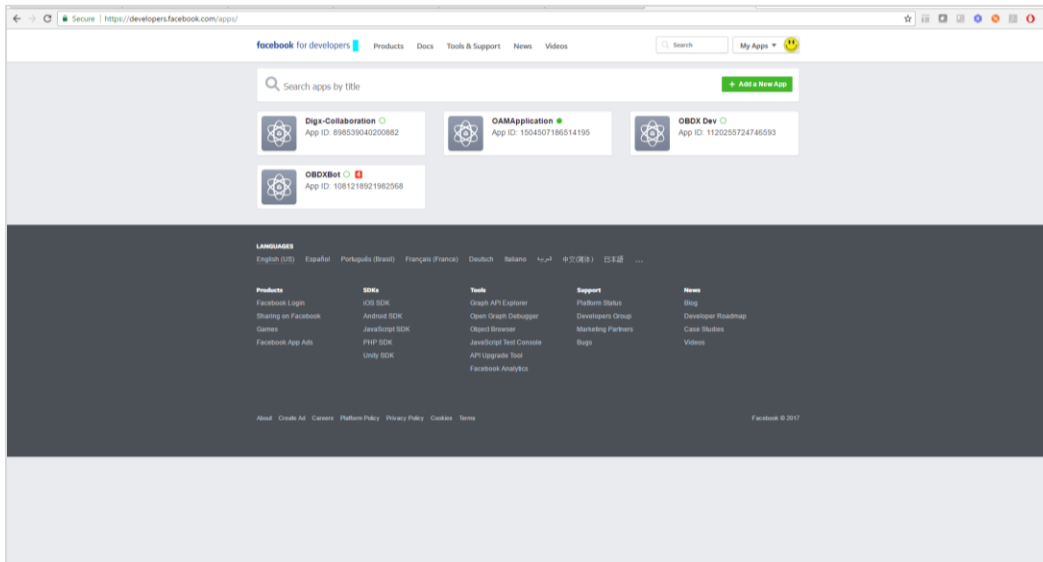 Secure | https://developers.facebook.com/apps/
facebook for developers Products Docs Tools & Support News Videos Search My Apps
Search apps by title + Add a New App
Digx-Collaboration
App ID: 898539040200882
OAMApplication
App ID: 1504507186514195
OBDX Dev
App ID: 1120255724746593
OBDXBot 4
App ID: 1081218921982568
LANGUAGES
English (US) Español Português (Brasil) Français (France) Deutsch Italiano العربية 中文(简体) 日本語 ...
Products
Facebook Login
Sharing on Facebook
Games
Facebook App Ads
SDKs
iOS SDK
Android SDK
JavaScript SDK
PHP SDK
Unity SDK
Tools
Graph API Explorer
Open Graph Debugger
Object Browser
JavaScript Test Console
API Upgrade Tool
Facebook Analytics
Support
Platform Status
Developers Group
Marketing Partners
Bugs
News
Blog
Developer Roadmap
Case Studies
Videos
About Create Ad Careers Platform Policy Privacy Policy Cookies Terms Facebook © 2017